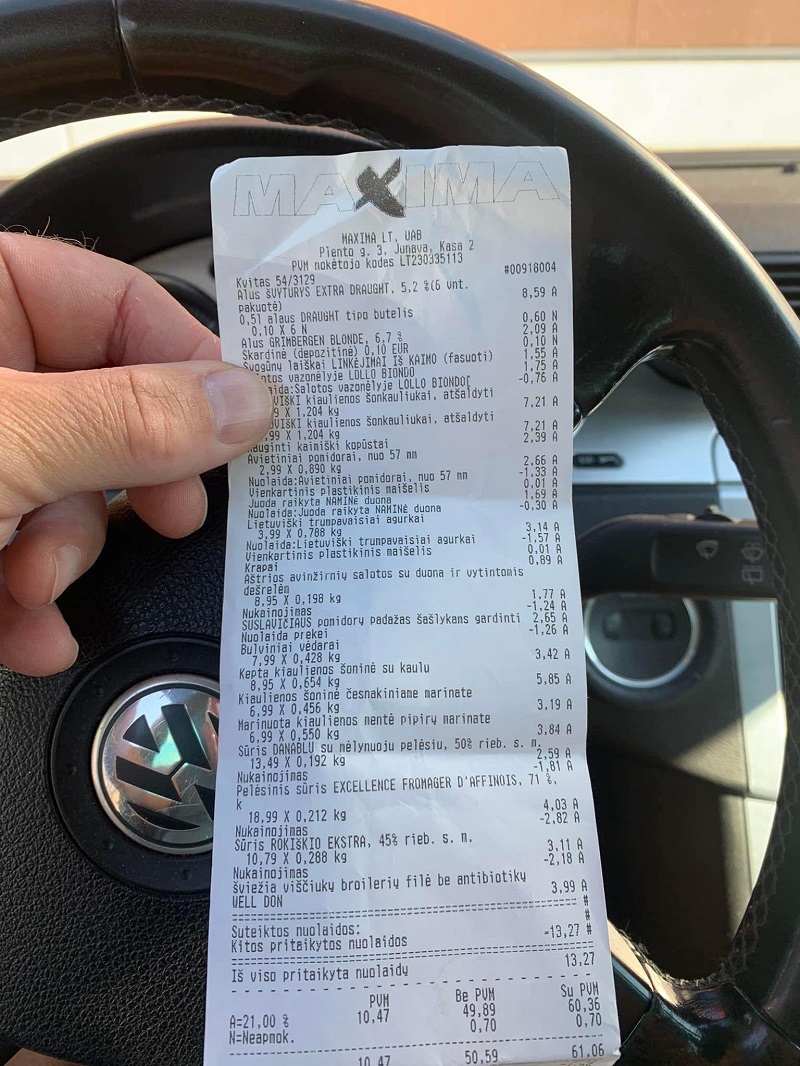 MAXIMA
MAXIMA LT, UAB
Plento g. 3, Jonava, Kasa 2
PVM mokėtojo kodas LT230335113
Kvitas 54/3129 #00918004
Alus ŠVYTURYS EXTRA DRAUGHT, 5,2 %(6 vnt.
pakuotė) 8,59 A
0,5l alaus DRAUGHT tipo butelis
0,10 X 6 N 0,60 N
Alus GRIMBERGEN BLONDE, 6,7 % 2,09 A
Skardinė (depozitinė) 0,10 EUR 0,10 N
Svogūnų laiškai LINKĖJIMAI IŠ KAIMO (fasuoti) 1,55 A
vazonėlyje LOLLO BIONDO 1,75 A
Salotos vazonėlyje LOLLO BIONDO[ -0,76 A
kiaulienos šonkauliukai, atšaldyti
X 1,204 kg 7,21 A
kiaulienos šonkauliukai, atšaldyti
X 1,204 kg 7,21 A
kainiški kopūstai 2,39 A
Avietiniai pomidorai, nuo 57 mm
2,99 X 0,890 kg 2,66 A
Nuolaida:Avietiniai pomidorai, nuo 57 mm -1,33 A
Vienkartinis plastikinis maišelis 0,01 A
Juoda raikyta NAMINĖ duona 1,69 A
Nuolaida:Juoda raikyta NAMINĖ duona -0,30 A
Lietuviški trumpavaisiai agurkai
3,99 X 0,788 kg 3,14 A
Nuolaida:Lietuviški trumpavaisiai agurkai -1,57 A
Vienkartinis plastikinis maišelis 0,01 A
Krapai 0,89 A
Aštrios avinžirnių salotos su duona ir vytintomis
dešrelėm
8,95 X 0,198 kg 1,77 A
Nukainojimas -1,24 A
SUSLAVIČIAUS pomidorų padažas šašlykams gardinti 2,65 A
Nuolaida prekei -1,26 A
Bulviniai vėdarai
7,99 X 0,428 kg 3,42 A
Kepta kiaulienos šoninė su kaulu
8,95 X 0,654 kg 5,85 A
Kiaulienos šoninė česnakiniame marinate
6,99 X 0,456 kg 3,19 A
Marinuota kiaulienos mentė pipirų marinate
6,99 X 0,550 kg 3,84 A
Sūris DANABLU su mėlynuoju pelėsiu, 50% rieb. s. m.
13,49 X 0,192 kg 2,59 A
Nukainojimas -1,81 A
Pelėsinis sūris EXCELLENCE FROMAGER D'AFFINOIS, 71 %,
k
18,99 X 0,212 kg 4,03 A
Nukainojimas -2,82 A
Sūris ROKIŠKIO EKSTRA, 45% rieb. s. m.
10,79 X 0,288 kg 3,11 A
Nukainojimas -2,18 A
šviežia viščiukų broilerių filė be antibiotikų
WELL DON 3,99 A
#
#
Suteiktos nuolaidos:
Kitos pritaikytos nuolaidos -13,27 #
Iš viso pritaikyta nuolaidų 13,27
PVM Be PVM Su PVM
A=21,00 % 10,47 49,89 60,36
N=Neapmok. 0,70 0,70
10,47 50,59 61,06